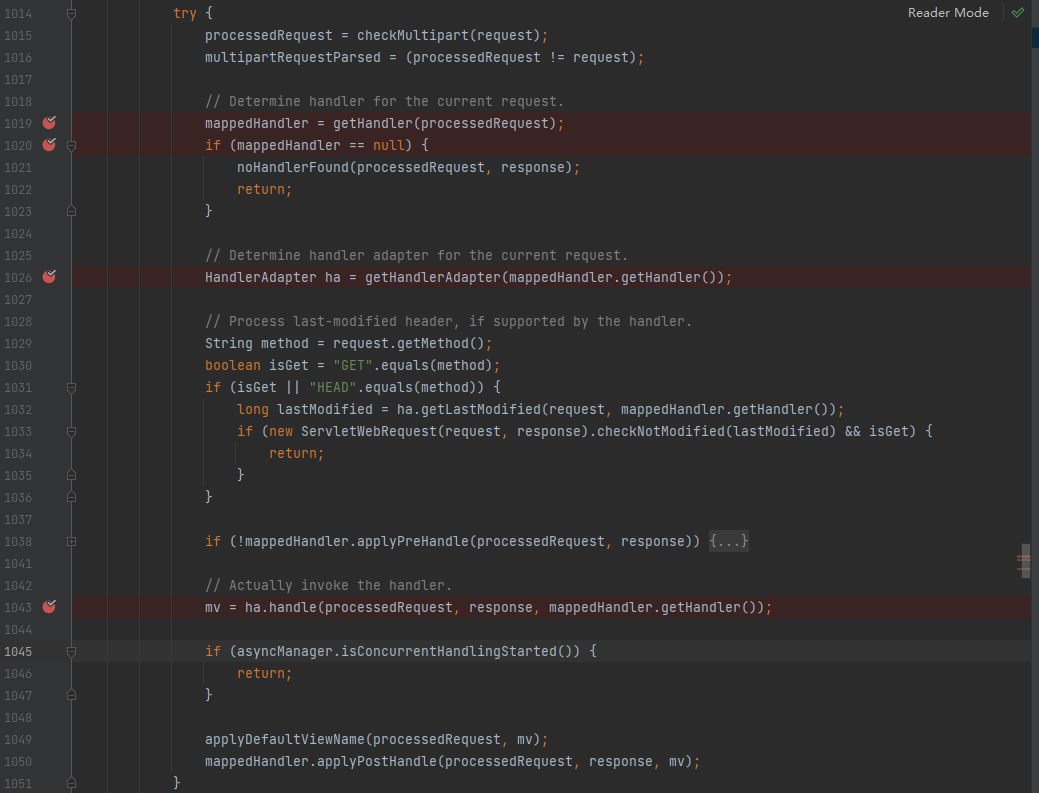 Reader Mode
1014 try {
1015 processedRequest = checkMultipart(request);
1016 multipartRequestParsed = (processedRequest != request);
1017
1018 // Determine handler for the current request.
1019 mappedHandler = getHandler(processedRequest);
1020 if (mappedHandler == null) {
1021 noHandlerFound(processedRequest, response);
1022 return;
1023 }
1024
1025 // Determine handler adapter for the current request.
1026 HandlerAdapter ha = getHandlerAdapter(mappedHandler.getHandler());
1027
1028 // Process last-modified header, if supported by the handler.
1029 String method = request.getMethod();
1030 boolean isGet = "GET".equals(method);
1031 if (isGet || "HEAD".equals(method)) {
1032 long lastModified = ha.getLastModified(request, mappedHandler.getHandler());
1033 if (new ServletWebRequest(request, response).checkNotModified(lastModified) && isGet) {
1034 return;
1035 }
1036 }
1037
1038 if (!mappedHandler.applyPreHandle(processedRequest, response)) {...}
1041
1042 // Actually invoke the handler.
1043 mv = ha.handle(processedRequest, response, mappedHandler.getHandler());
1044
1045 if (asyncManager.isConcurrentHandlingStarted()) {
1046 return;
1047 }
1048
1049 applyDefaultViewName(processedRequest, mv);
1050 mappedHandler.applyPostHandle(processedRequest, response, mv);
1051 }